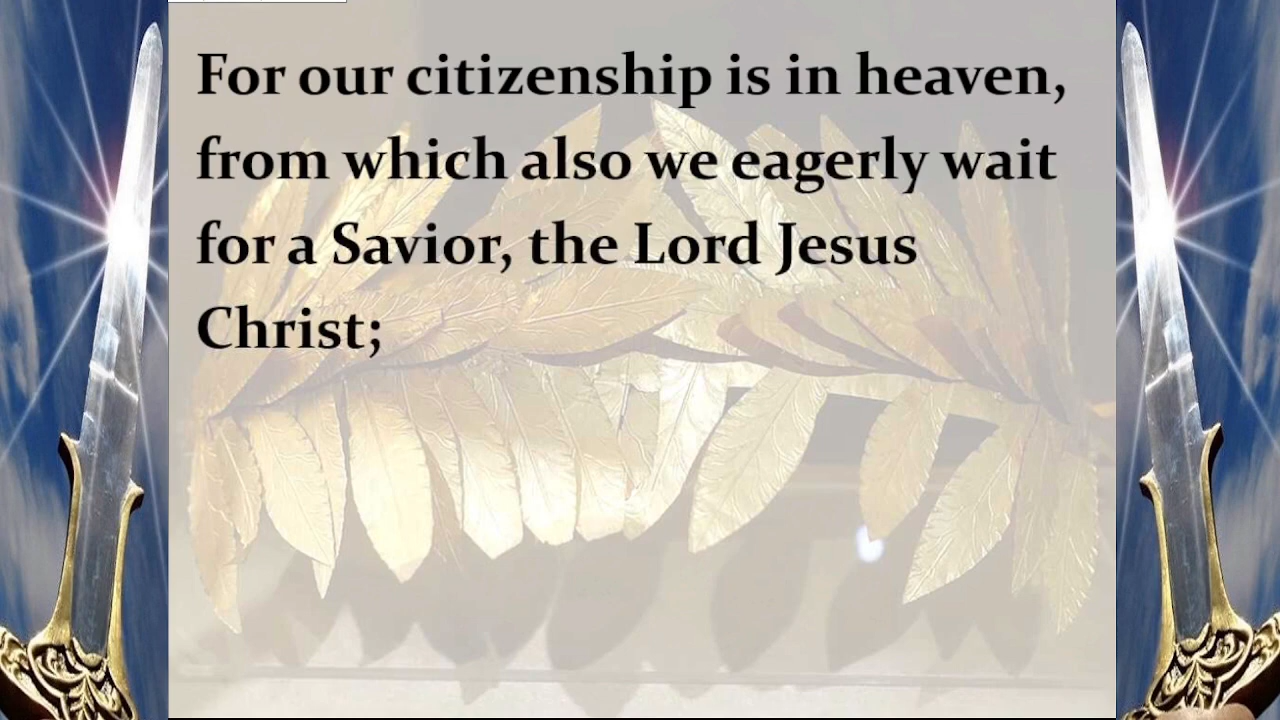 For our citizenship is in heaven,
from which also we eagerly wait
for a Savior, the Lord Jesus
Christ;